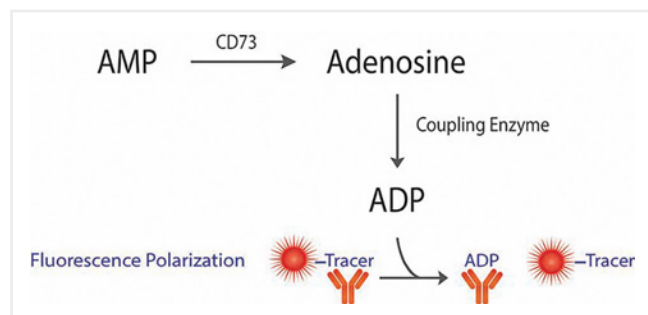 CD73
AMP Adenosine
Coupling Enzyme
ADP
Fluorescence Polarization –Tracer ADP –Tracer